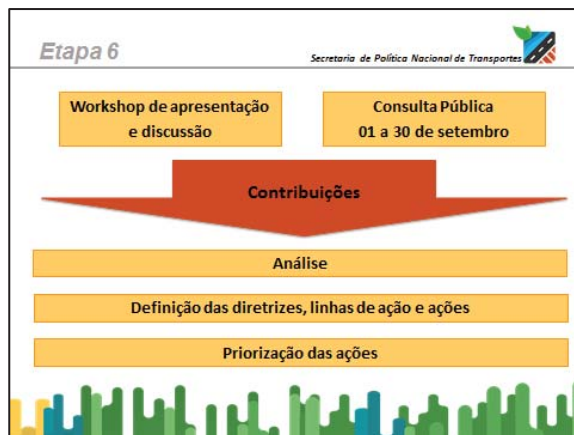 Etapa 6
Secretaria de Política Nacional de Transportes
Workshop de apresentação
e discussão
Consulta Pública
01 a 30 de setembro
Contribuições
Análise
Definição das diretrizes, linhas de ação e ações
Priorização das ações